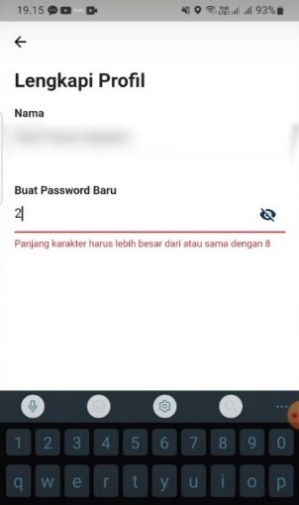 19.15
93%
Lengkapi Profil
Nama
Buat Password Baru
2
Panjang karakter harus lebih besar dari atau sama dengan 8
1 2 3 4 5 6 7 8 9 0
q w e r t y u i o p